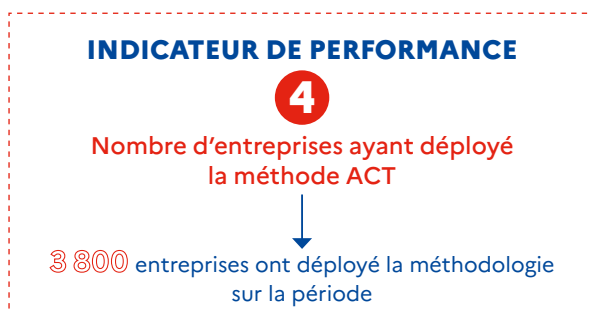 INDICATEUR DE PERFORMANCE
4
Nombre d'entreprises ayant déployé
la méthode ACT
3 800 entreprises ont déployé la méthodologie
sur la période